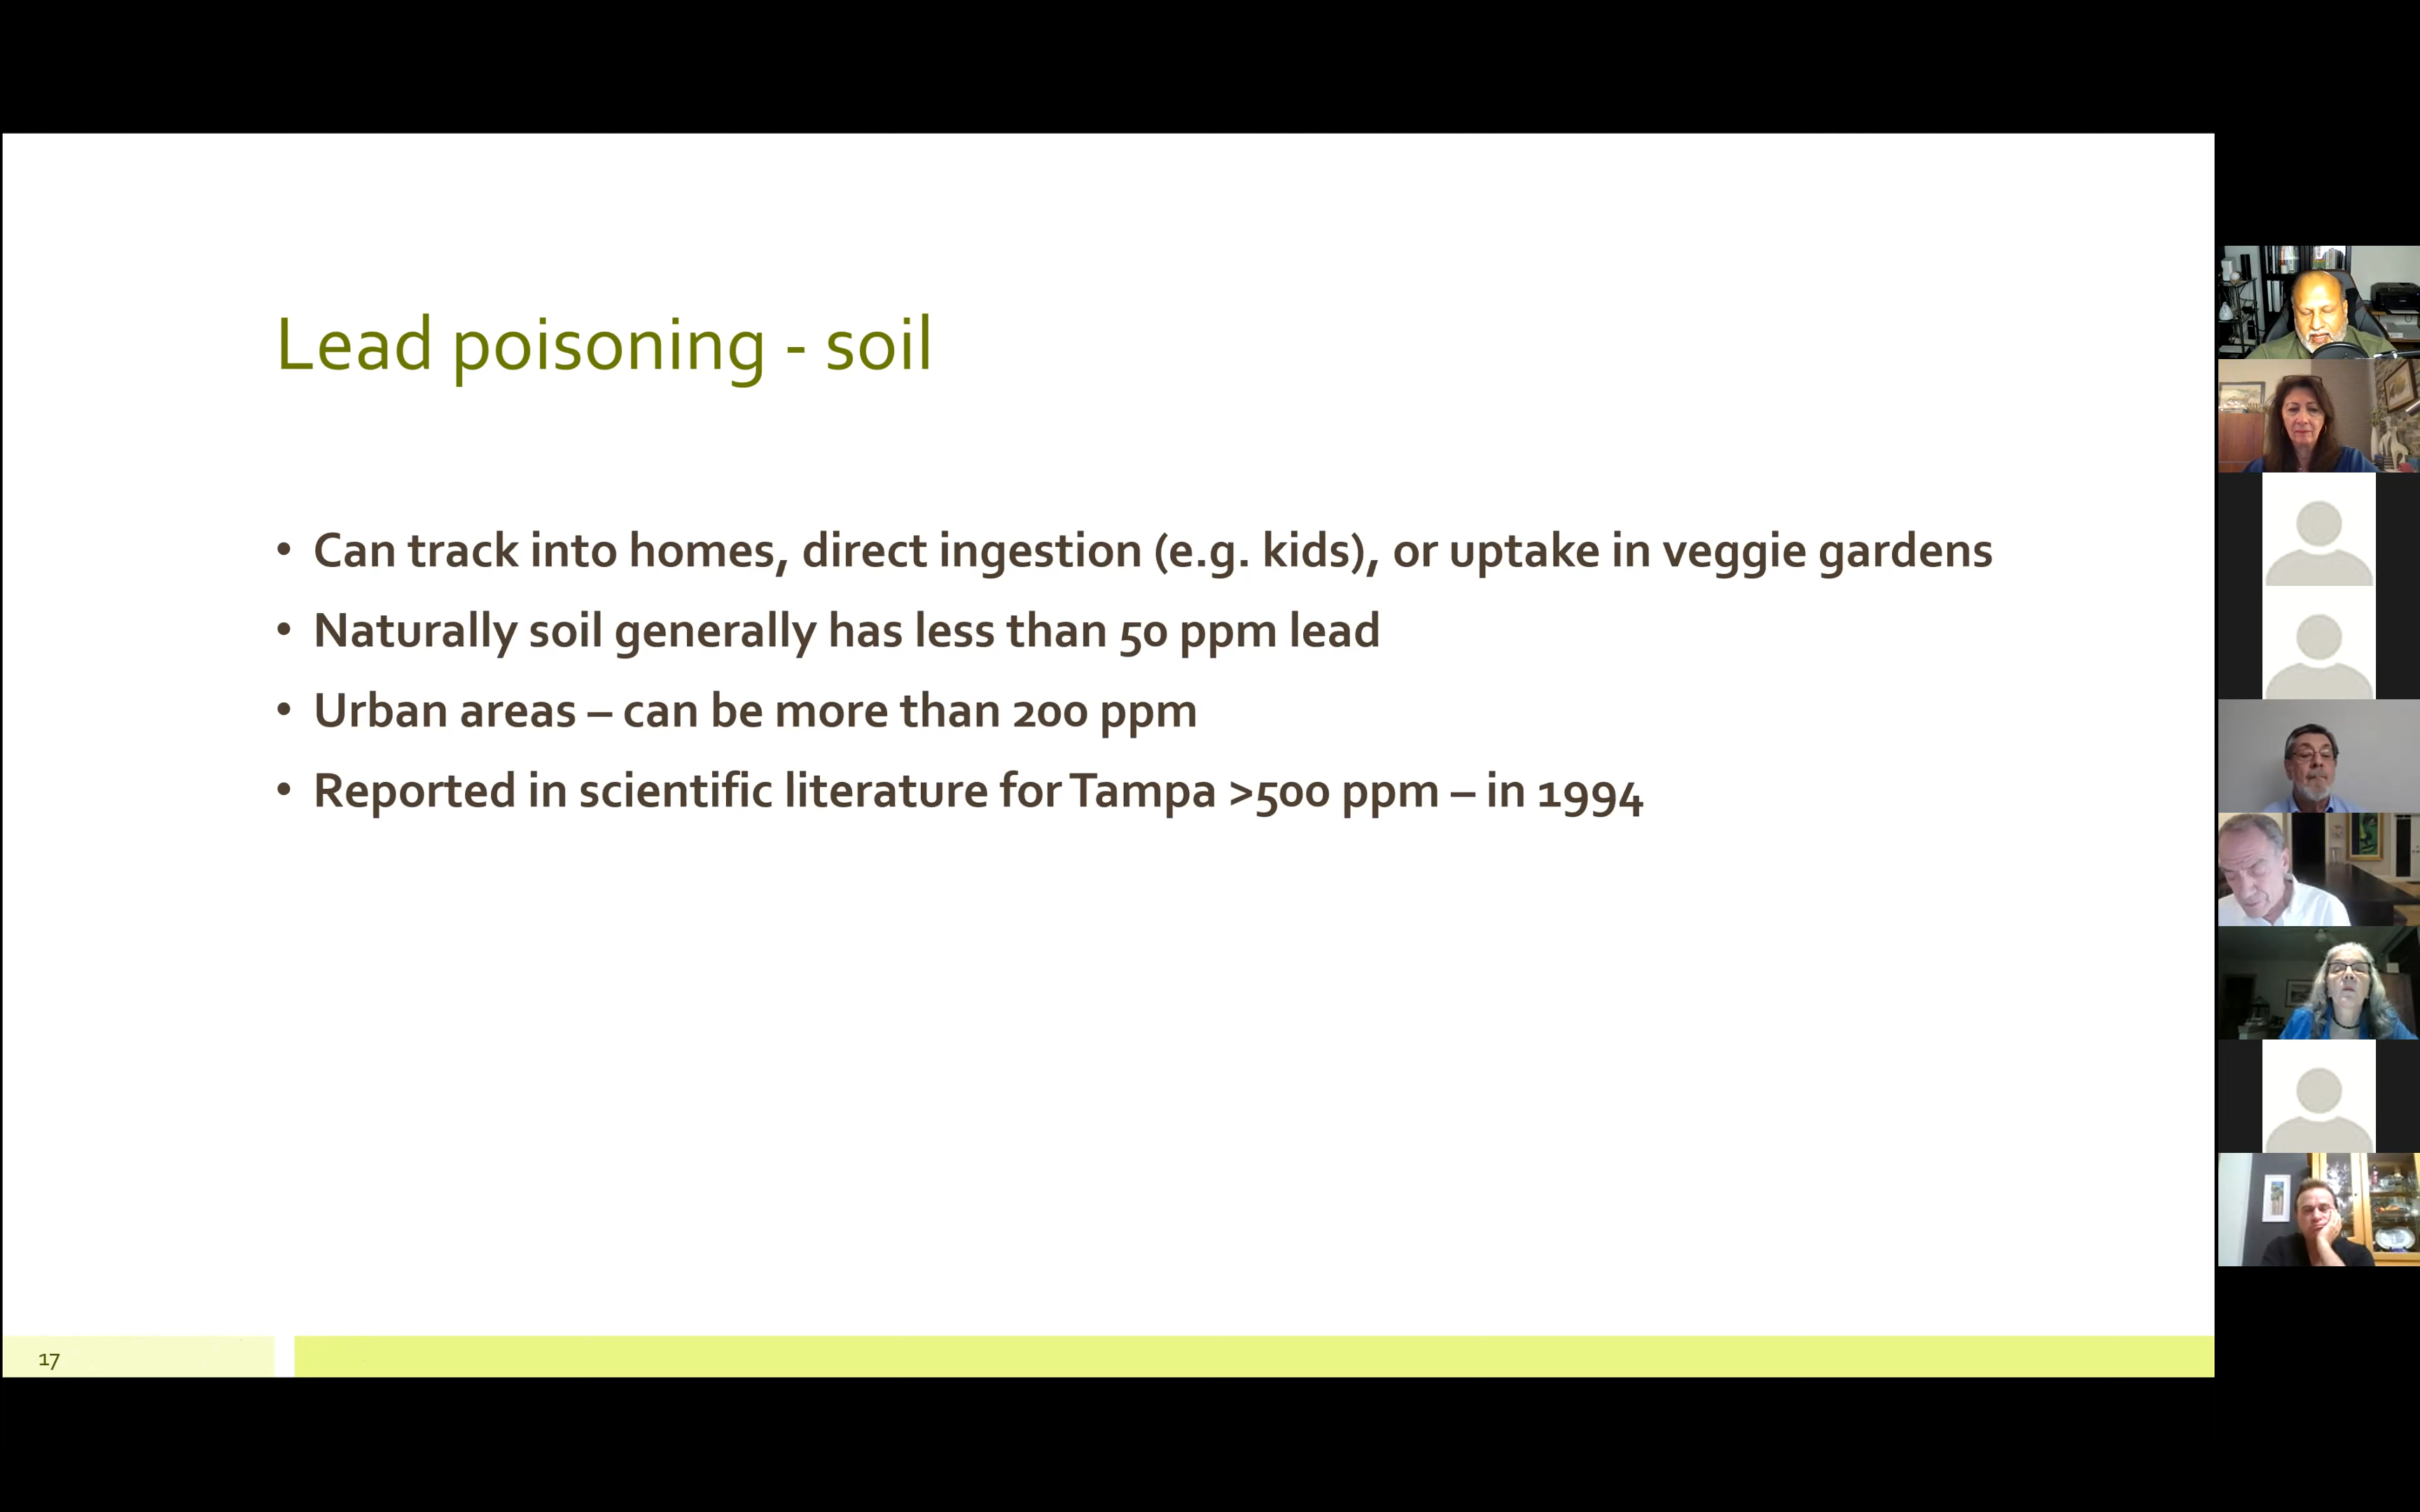 Lead poisoning - soil
• Can track into homes, direct ingestion (e.g. kids), or uptake in veggie gardens
• Naturally soil generally has less than 50 ppm lead
• Urban areas – can be more than 200 ppm
• Reported in scientific literature for Tampa >500 ppm – in 1994
17